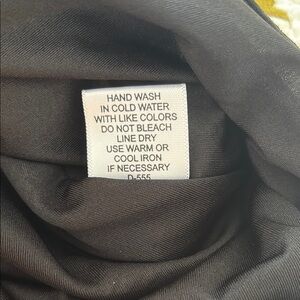 HAND WASH
IN COLD WATER
WITH LIKE COLORS
DO NOT BLEACH
LINE DRY
USE WARM OR
COOL IRON
IF NECESSARY
D-555